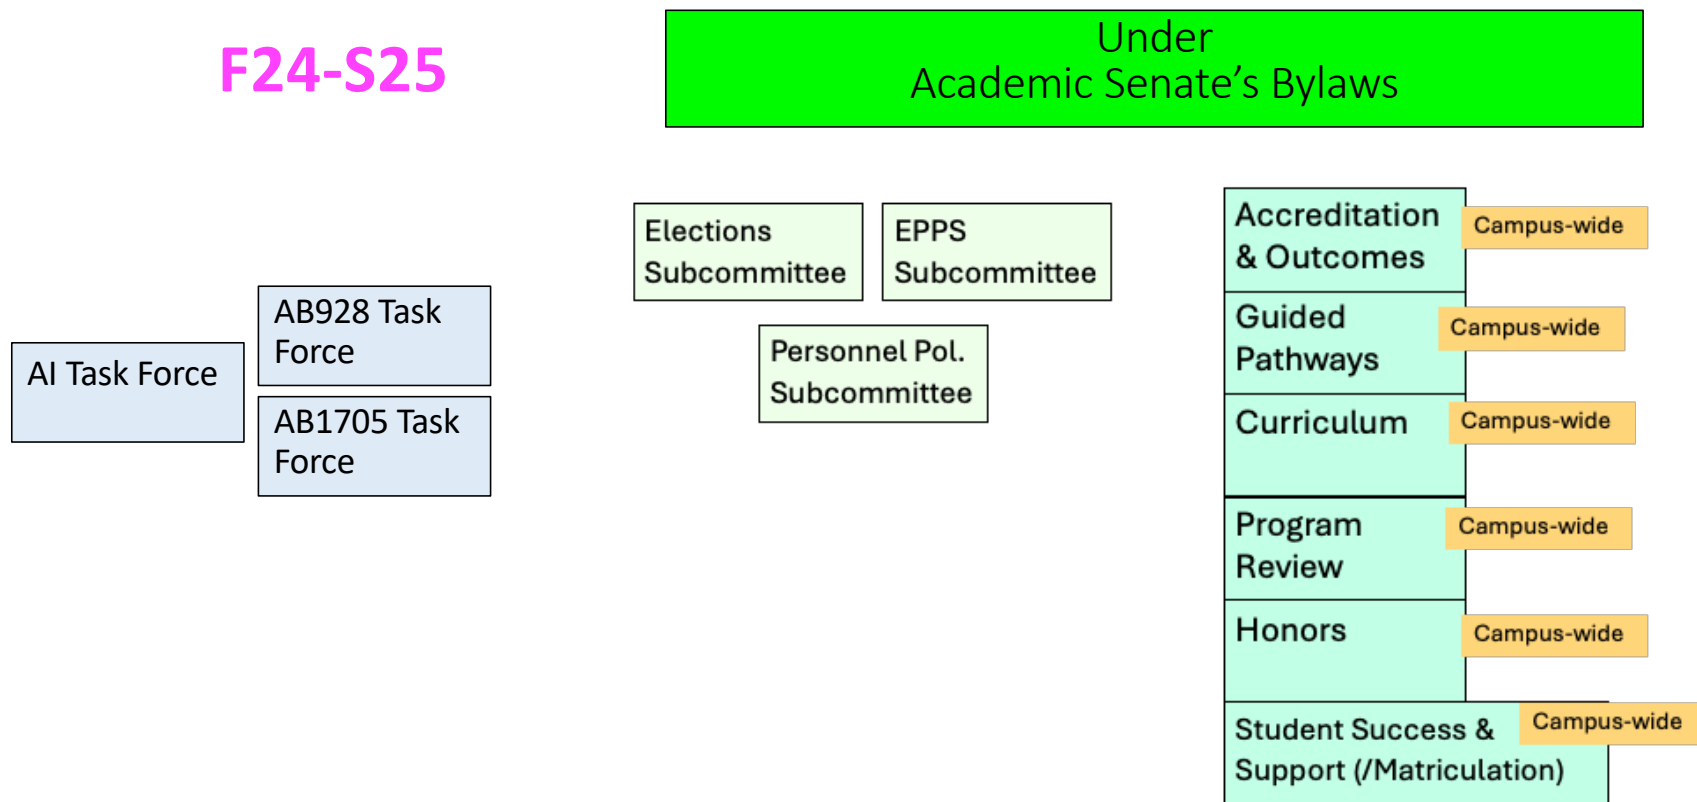 F24-S25
Under
Academic Senate’s Bylaws
AI Task Force
AB928 Task
Force
AB1705 Task
Force
Elections
Subcommittee
EPPS
Subcommittee
Personnel Pol.
Subcommittee
Accreditation
& Outcomes
Campus-wide
Guided
Pathways
Campus-wide
Curriculum
Campus-wide
Program
Review
Campus-wide
Honors
Campus-wide
Student Success &
Support (/Matriculation)
Campus-wide